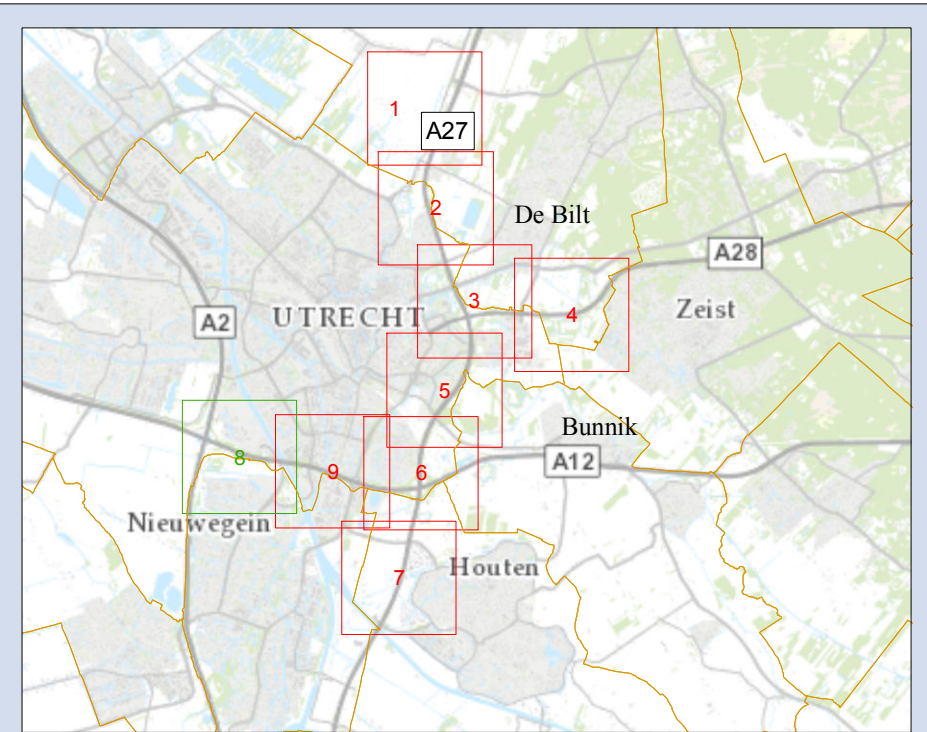 1
A27
2
De Bilt
A28
3
4
Zeist
UTRECHT
A2
5
Bunnik
8
9
6
A12
Nieuwegein
7
Houten